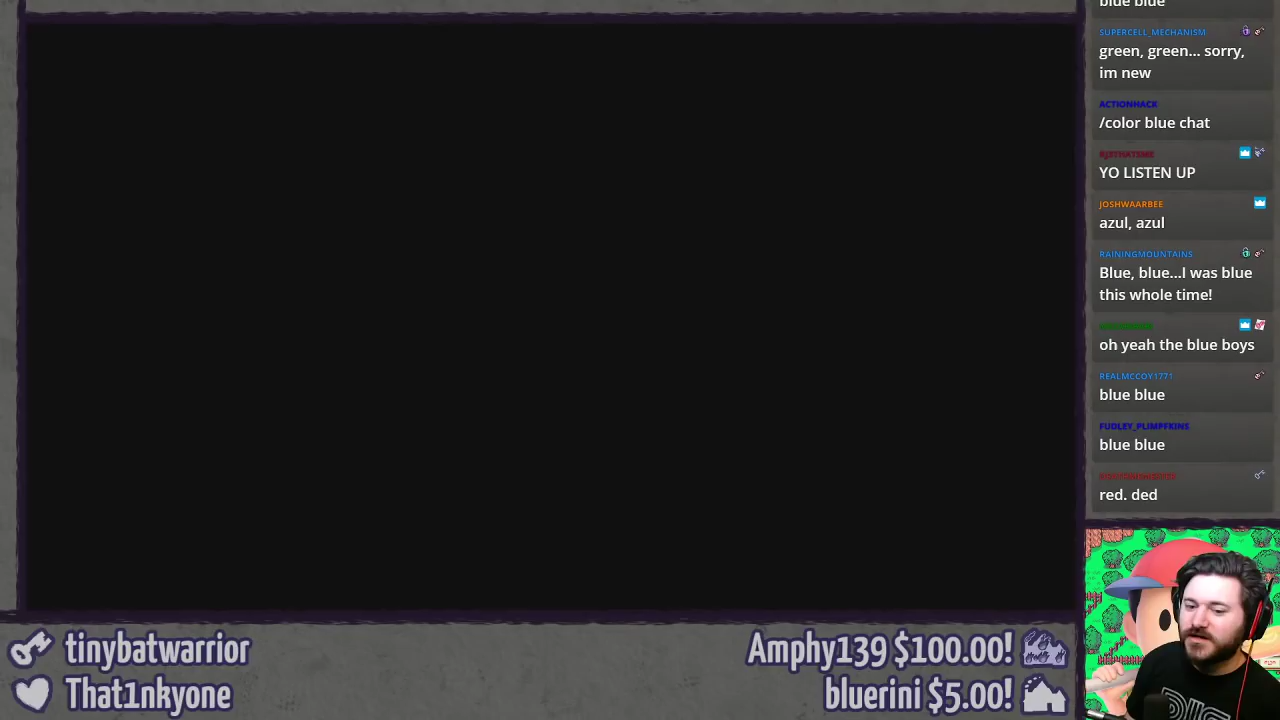 blue blue
SUPERCELL_MECHANISM
green, green... sorry,
im new
ACTIONHACK
/color blue chat
YO LISTEN UP
JOSHWAARBEE
azul, azul
RAININGMOUNTAINS
Blue, blue...I was blue
this whole time!
oh yeah the blue boys
REALMCCOY1771
blue blue
FUDLEY_PLIMPFKINS
blue blue
red. ded
tinybatwarrior
That1nkyone
Amphy139 $100.00!
bluerini $5.00!